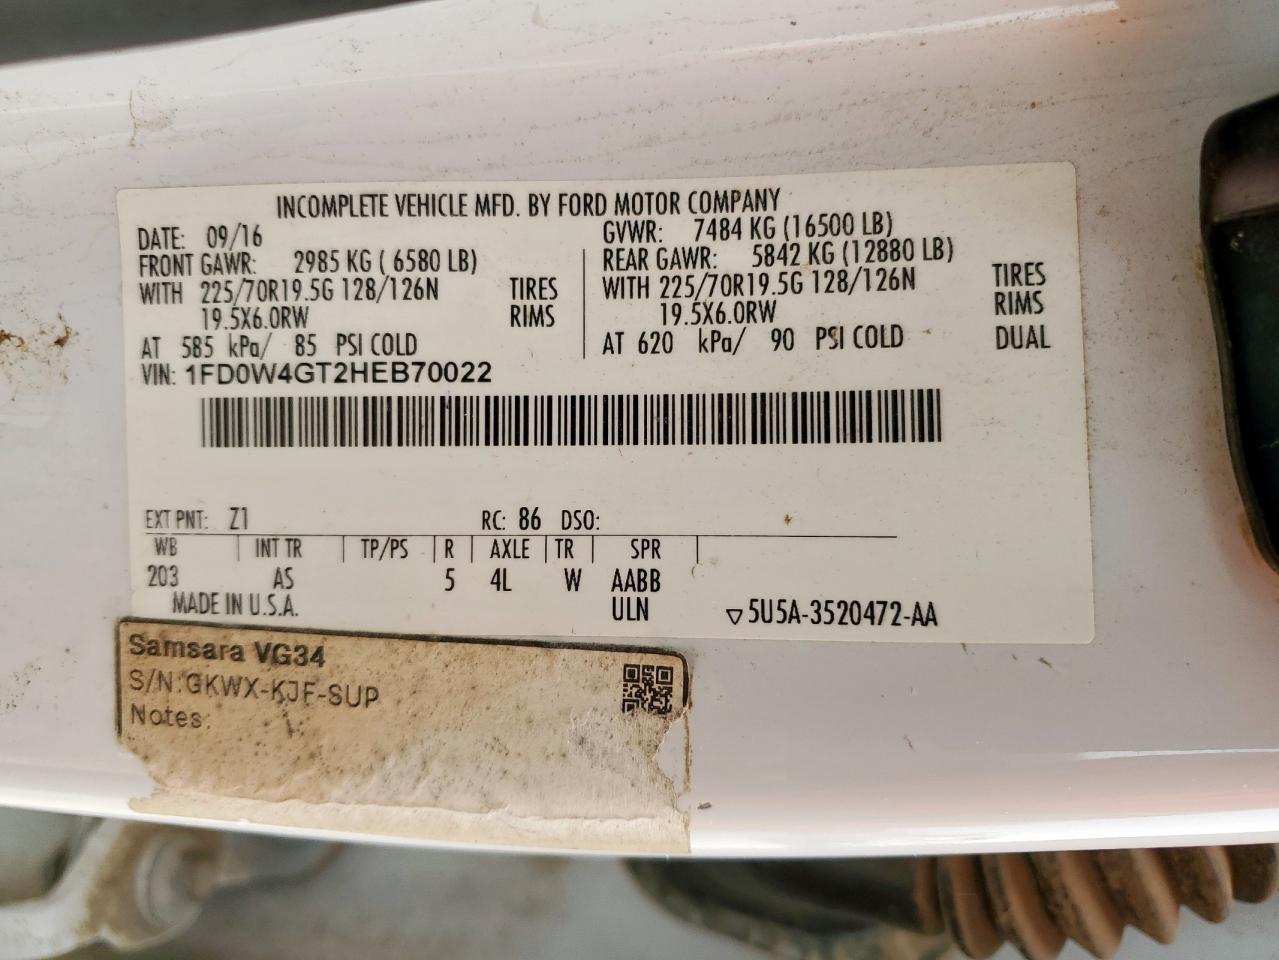 INCOMPLETE VEHICLE MFD. BY FORD MOTOR COMPANY
DATE: 09/16 GVWR: 7484 KG (16500 LB)
FRONT GAWR: 2985 KG ( 6580 LB) REAR GAWR: 5842 KG (12880 LB)
WITH 225/70R19.5G 128/126N TIRES WITH 225/70R19.5G 128/126N TIRES
19.5X6.0RW RIMS 19.5X6.0RW RIMS
AT 585 kPa/ 85 PSI COLD AT 620 kPa/ 90 PSI COLD DUAL
VIN: 1FD0W4GT2HEB70022
EXT PNT: Z1 RC: 86 DSO:
WB INT TR TP/PS R AXLE TR SPR
203 AS 5 4L W AABB
MADE IN U.S.A. ULN ▽5U5A-3520472-AA
Samsara VG34
S/N:GKWX-KJF-SUP
Notes: